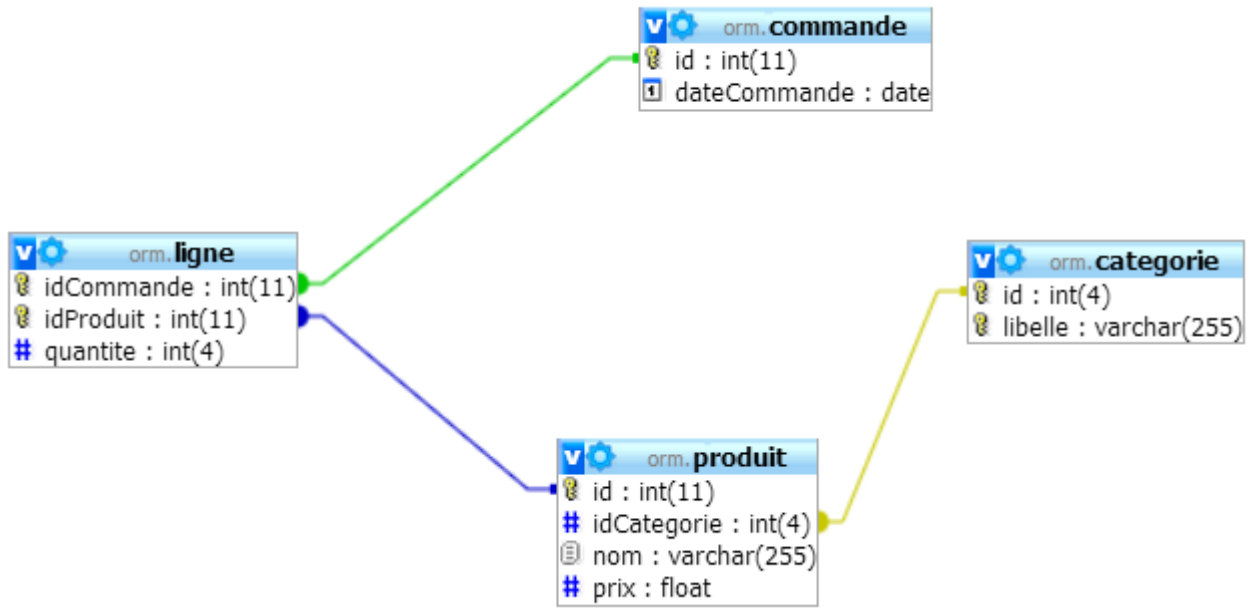 orm.commande
id : int(11)
dateCommande : date
orm.ligne
idCommande : int(11)
idProduit : int(11)
# quantite : int(4)
orm.categorie
id : int(4)
libelle : varchar(255)
orm.produit
id : int(11)
# idCategorie : int(4)
nom : varchar(255)
# prix : float